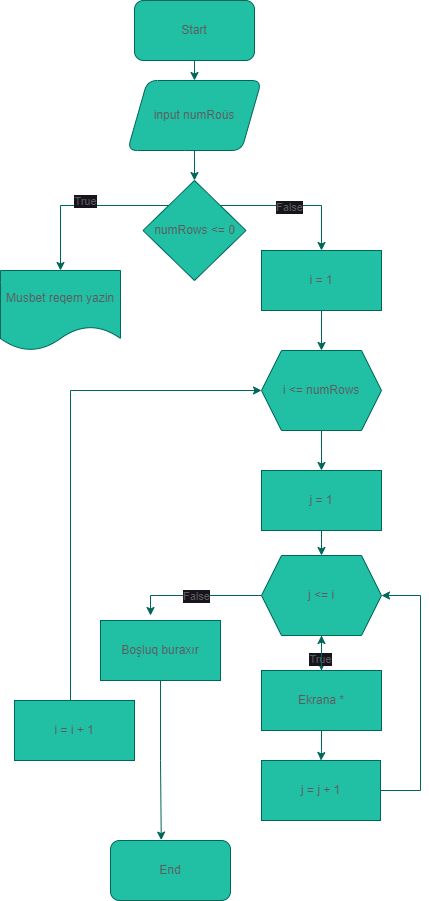 Start
input numRoüs
numRows <= 0
True
False
Musbet reqem yazin
i = 1
i <= numRows
j = 1
j <= i
False
True
Boşluq buraxır
Ekrana *
i = i + 1
j = j + 1
End